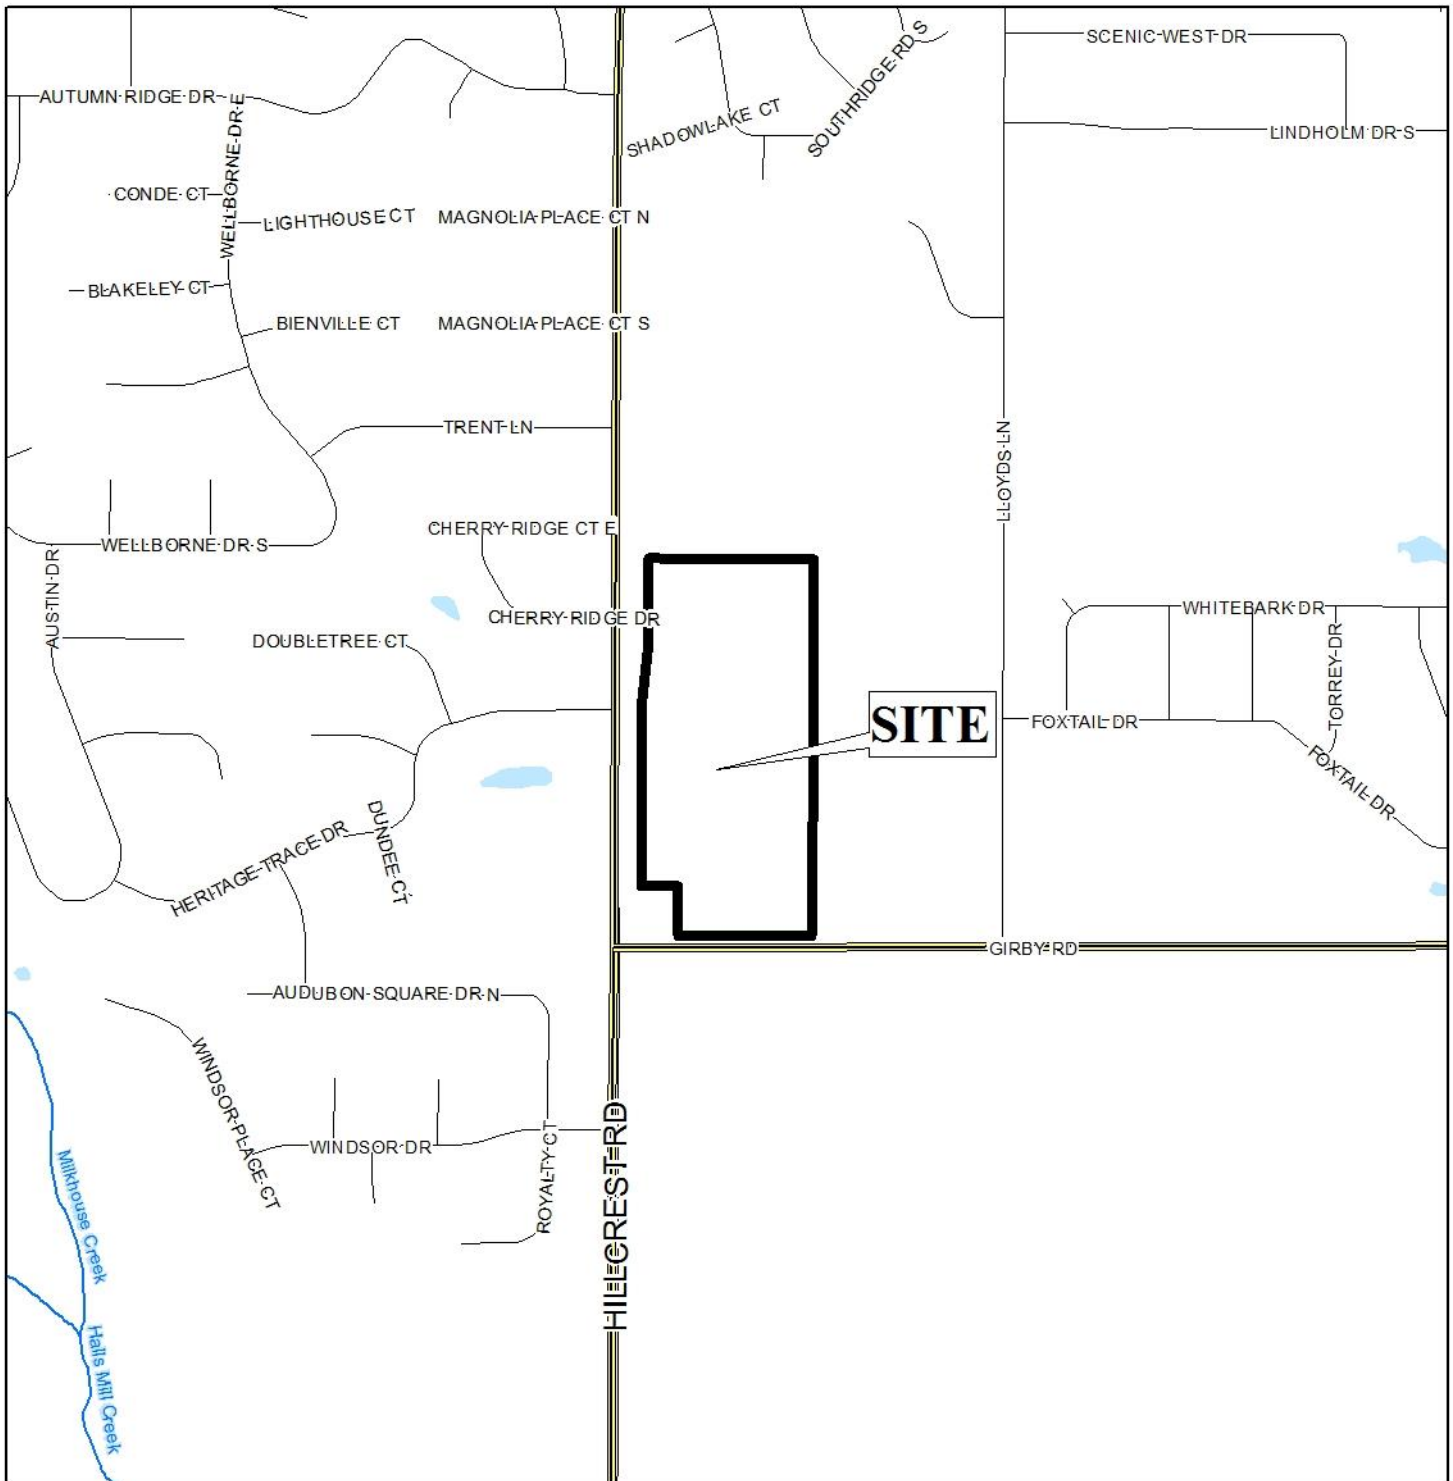 SCENIC WEST DR
SOUTHRIDGE RD S
AUTUMN RIDGE DR
WELLBORNE DR E
SHADOWLAKE CT
LINDHOLM DR S
CONDE CT
LIGHTHOUSE CT
MAGNOLIA PLACE CT N
BLAKELEY CT
BIENVILLE CT
MAGNOLIA PLACE CT S
TRENT LN
LLOYDS LN
CHERRY RIDGE CT E
WELLBORNE DR S
AUSTIN DR
CHERRY RIDGE DR
WHITEBARK DR
DOUBLETREE CT
TORREY DR
SITE
FOXTAIL DR
FOXTAIL DR
DUNDEE CT
HERITAGE TRACE DR
GIRBY RD
AUDUBON SQUARE DR N
WINDSOR PLACE CT
WINDSOR DR
ROYALTY CT
HILLCREST RD
Milkhouse Creek
Halls Mill Creek